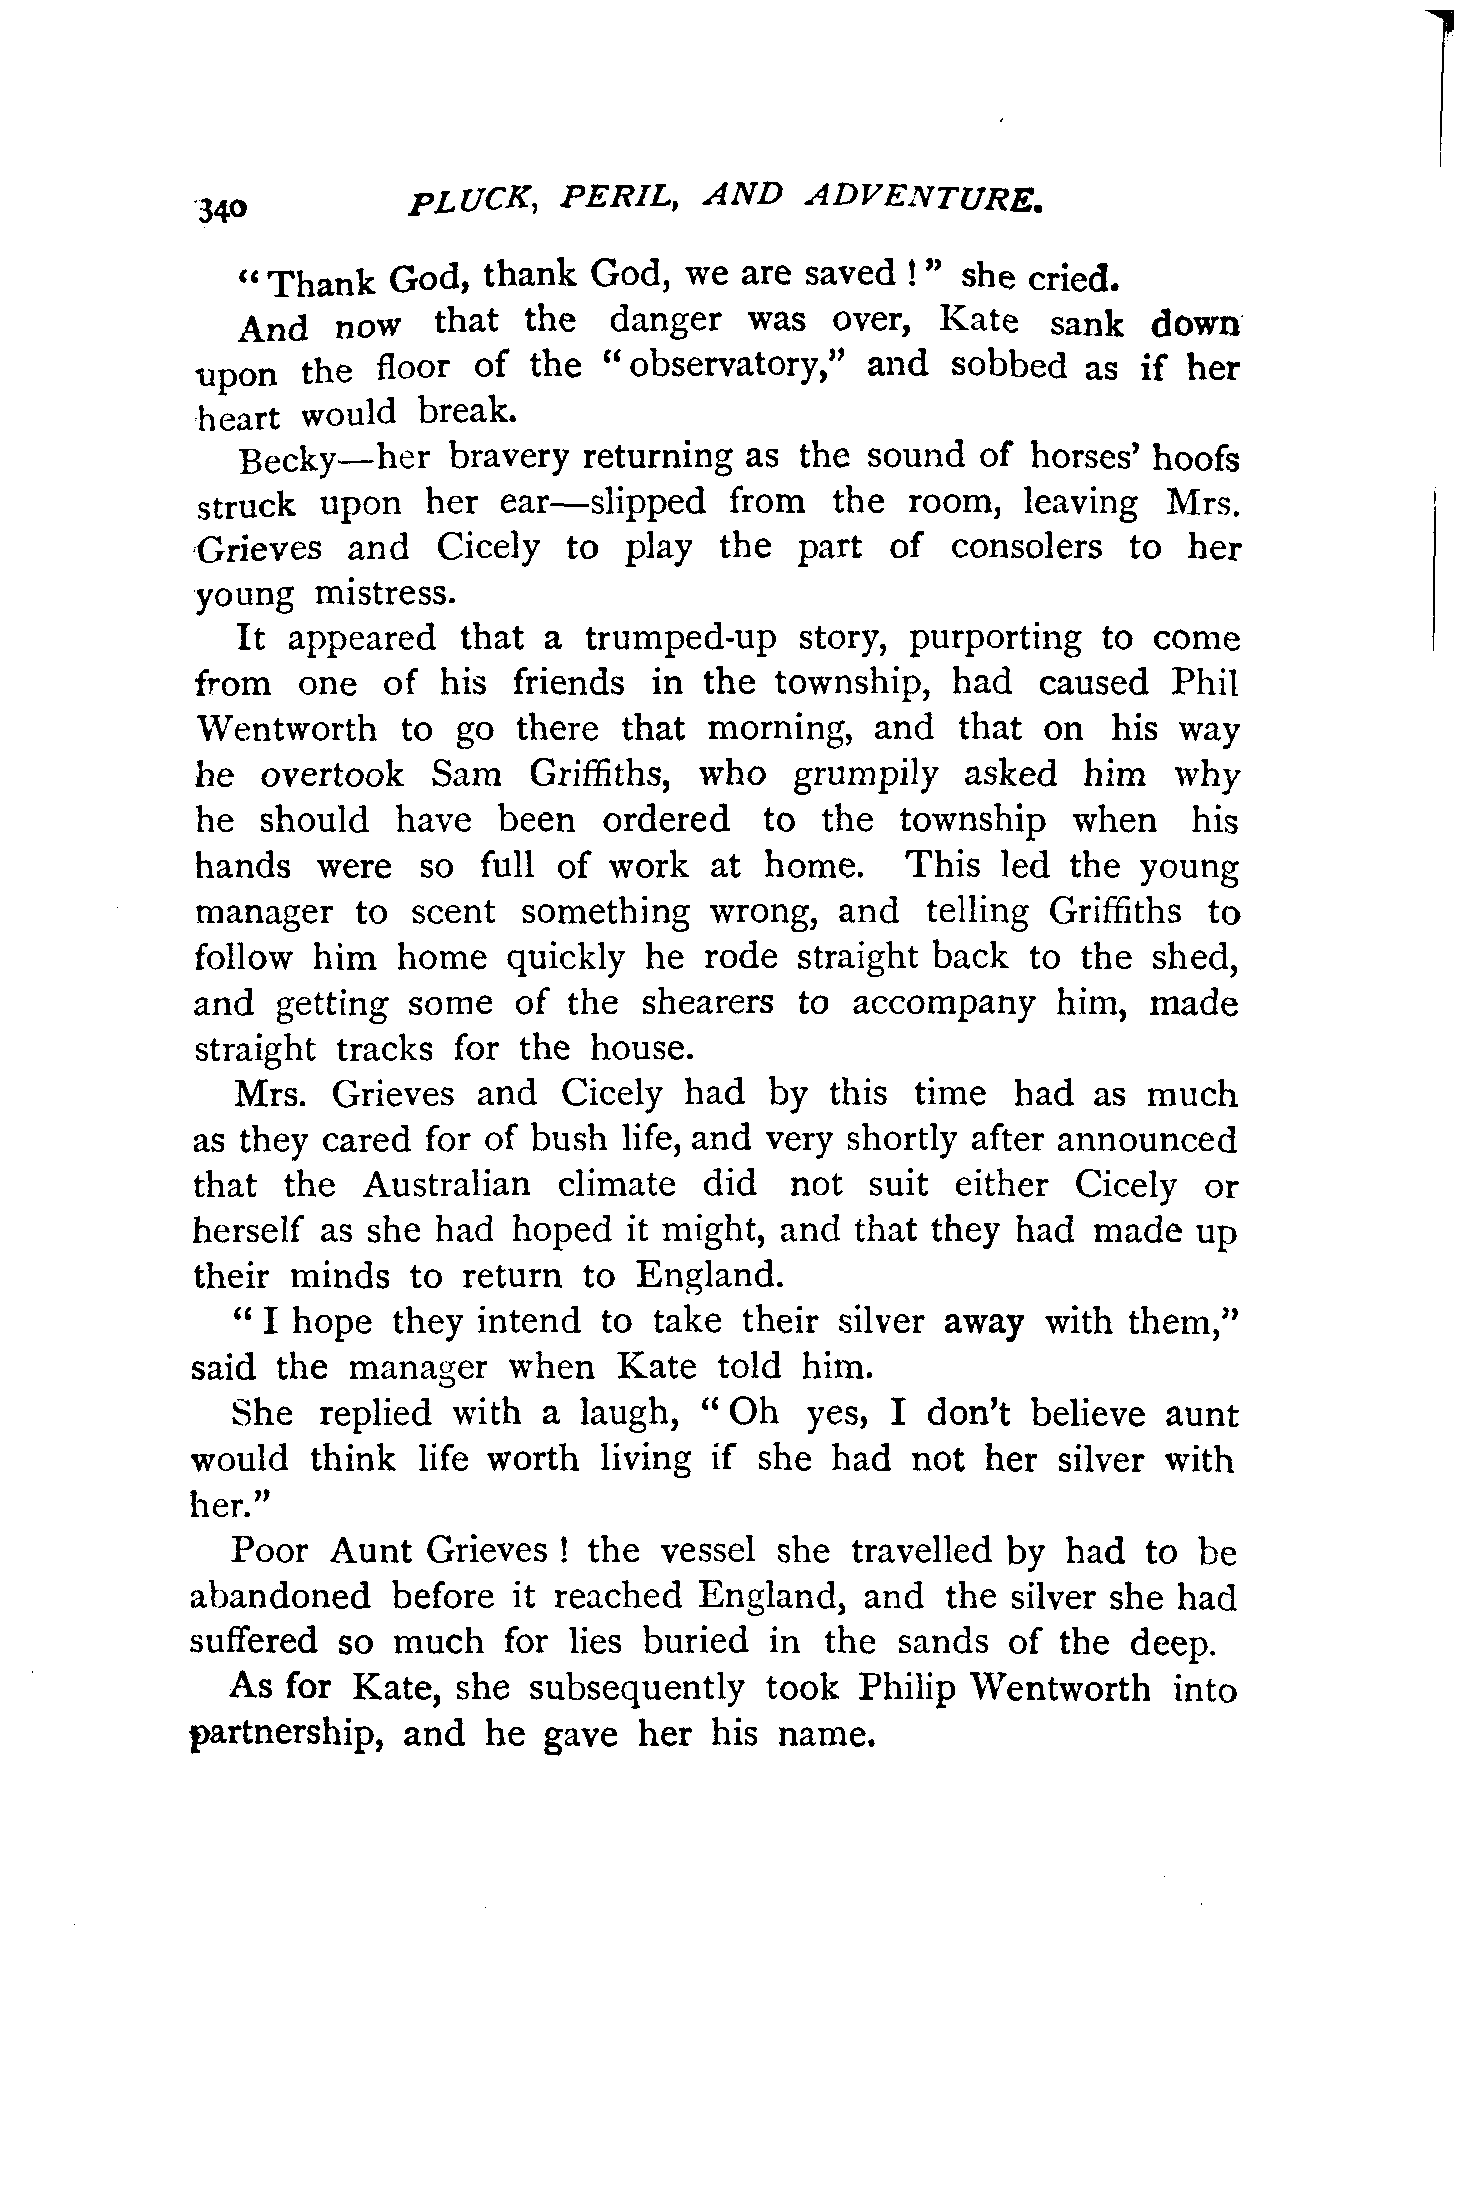 340 PLUCK, PERIL, AND ADVENTURE.
"Thank God, thank God, we are saved!" she cried.
And now that the danger was over, Kate sank down
upon the floor of the "observatory," and sobbed as if her
heart would break.
Becky—her bravery returning as the sound of horses' hoofs
struck upon her ear—slipped from the room, leaving Mrs.
Grieves and Cicely to play the part of consolers to her
young mistress.
It appeared that a trumped-up story, purporting to come
from one of his friends in the township, had caused Phil
Wentworth to go there that morning, and that on his way
he overtook Sam Griffiths, who grumpily asked him why
he should have been ordered to the township when his
hands were so full of work at home. This led the young
manager to scent something wrong, and telling Griffiths to
follow him home quickly he rode straight back to the shed,
and getting some of the shearers to accompany him, made
straight tracks for the house.
Mrs. Grieves and Cicely had by this time had as much
as they cared for of bush life, and very shortly after announced
that the Australian climate did not suit either Cicely or
herself as she had hoped it might, and that they had made up
their minds to return to England.
"I hope they intend to take their silver away with them,"
said the manager when Kate told him.
She replied with a laugh, "Oh yes, I don't believe aunt
would think life worth living if she had not her silver with
her."
Poor Aunt Grieves! the vessel she travelled by had to be
abandoned before it reached England, and the silver she had
suffered so much for lies buried in the sands of the deep.
As for Kate, she subsequently took Philip Wentworth into
partnership, and he gave her his name.